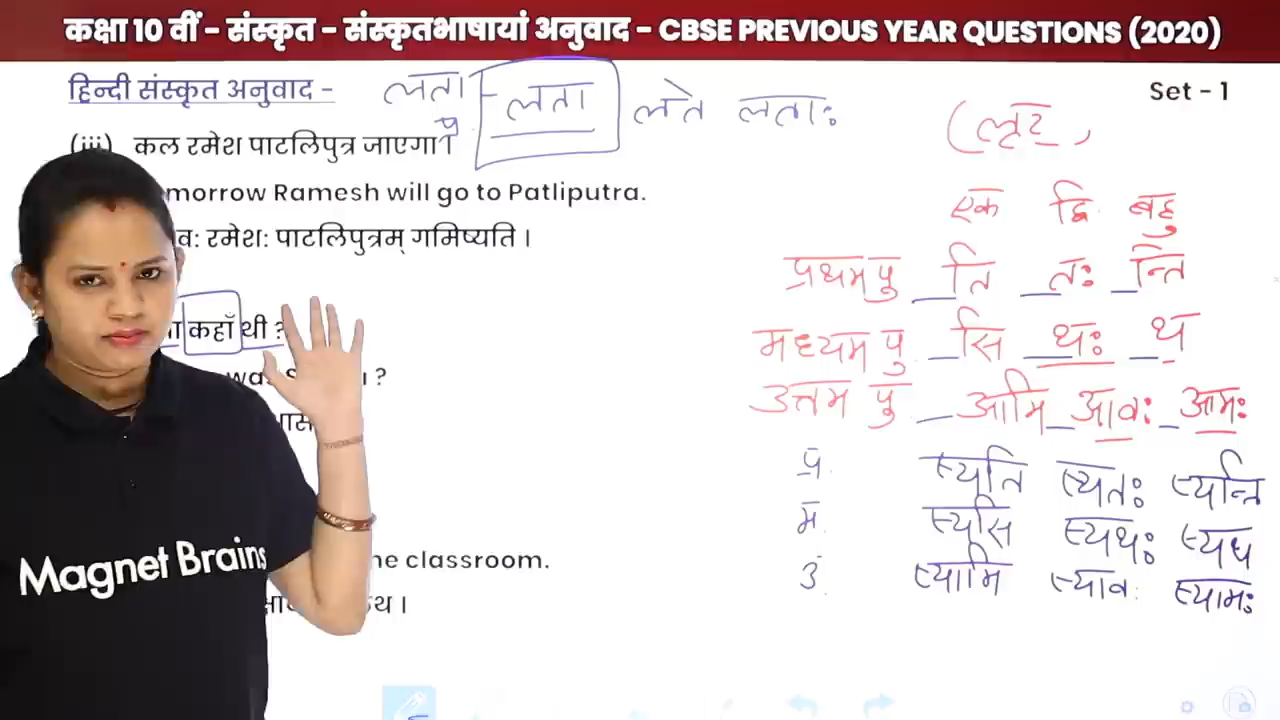 कक्षा 10 वीं - संस्कृत - संस्कृतभाषायां अनुवाद - CBSE PREVIOUS YEAR QUESTIONS (2020)
हिन्दी संस्कृत अनुवाद -
लता - लता लते लताः
प्र.
Set - 1
(iii) कल रमेश पाटलिपुत्र जाएगा।
(लृट्,
morrow Ramesh will go to Patliputra.
एक द्वि. बहु
वः रमेशः पाटलिपुत्रम् गमिष्यति ।
प्रथम पु _ति _तः _न्ति
कहाँ थी ?
मध्यम पु _सि _थः _थ
?
उत्तम पु _आमि _आवः _आमः
प्र. स्यति स्यतः स्यन्ति
म. स्यसि स्यथः स्यथ
classroom.
उ. स्यामि स्यावः स्यामः
Magnet Brains